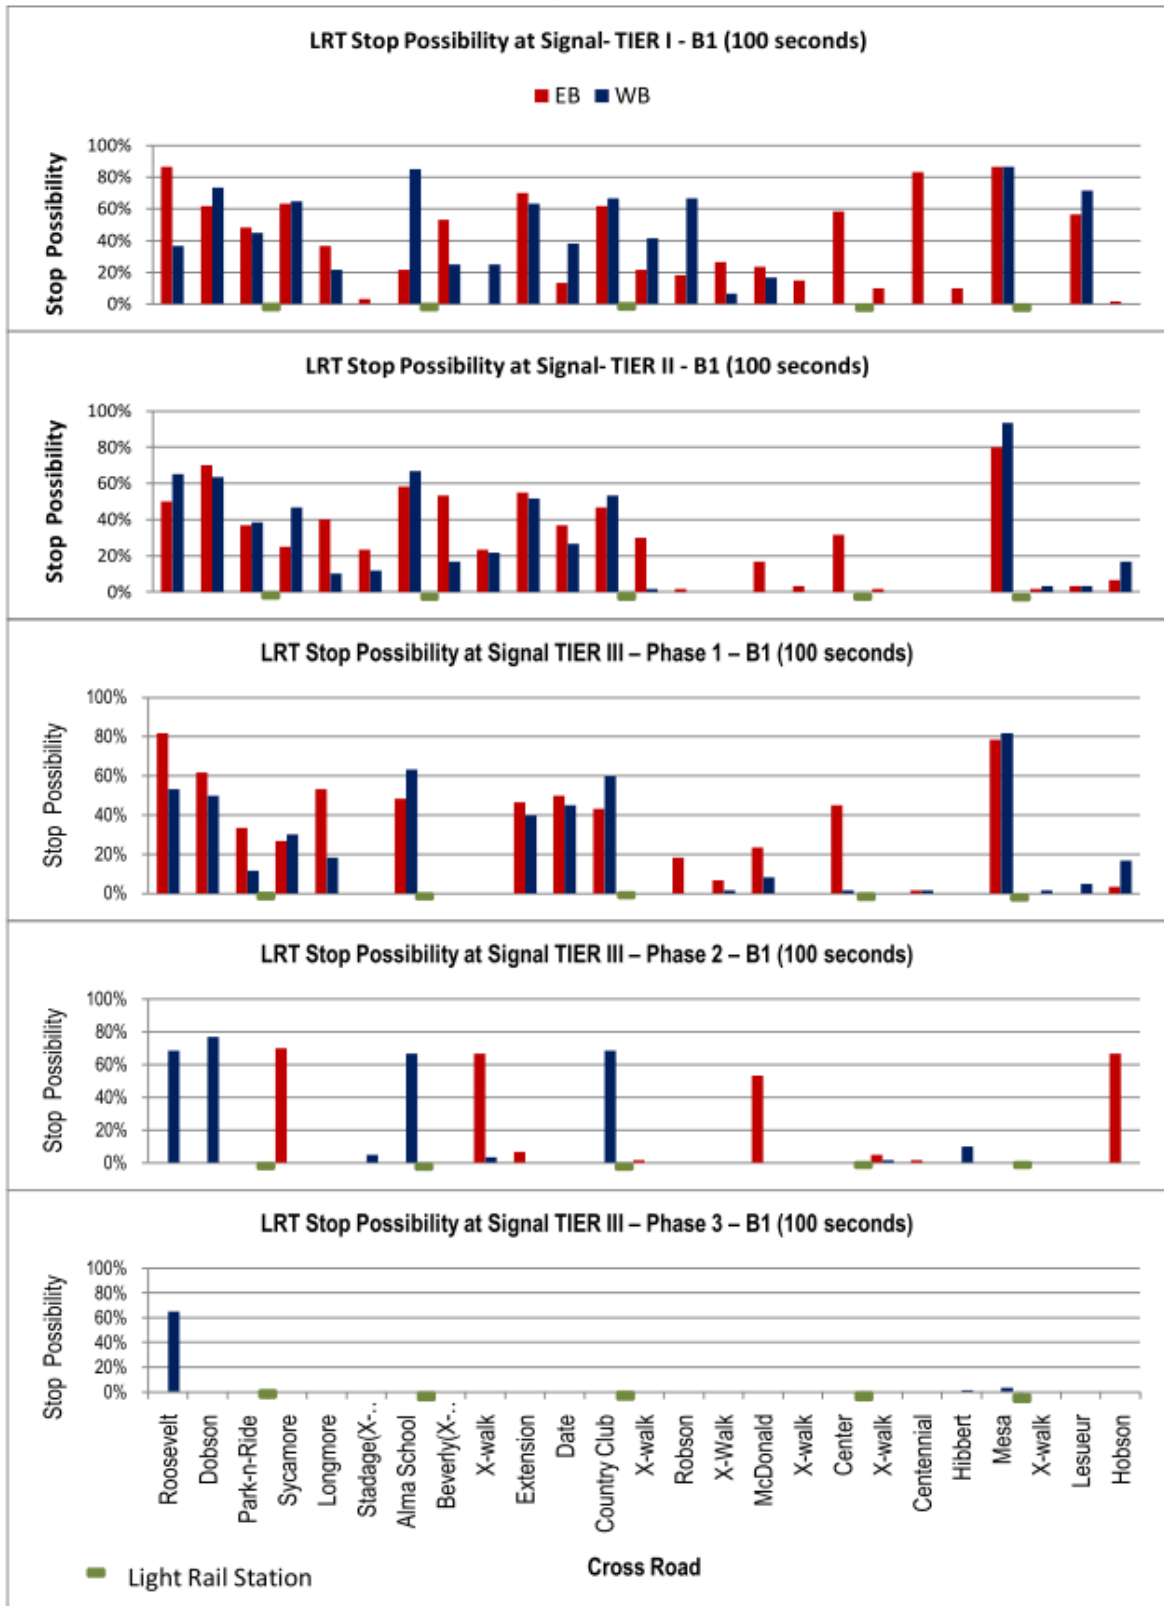 LRT Stop Possibility at Signal- TIER I - B1 (100 seconds)
EB WB
Stop Possibility
100%
80%
60%
40%
20%
0%
LRT Stop Possibility at Signal- TIER II - B1 (100 seconds)
Stop Possibility
100%
80%
60%
40%
20%
0%
LRT Stop Possibility at Signal TIER III – Phase 1 – B1 (100 seconds)
Stop Possibility
100%
80%
60%
40%
20%
0%
LRT Stop Possibility at Signal TIER III – Phase 2 – B1 (100 seconds)
Stop Possibility
100%
80%
60%
40%
20%
0%
LRT Stop Possibility at Signal TIER III – Phase 3 – B1 (100 seconds)
Stop Possibility
100%
80%
60%
40%
20%
0%
Roosevelt
Dobson
Park-n-Ride
Sycamore
Longmore
Stadage(X-..
Alma School
Beverly(X-..
X-walk
Extension
Date
Country Club
X-walk
Robson
X-Walk
McDonald
X-walk
Center
X-walk
Centennial
Hibbert
Mesa
X-walk
Lesueur
Hobson
Cross Road
Light Rail Station